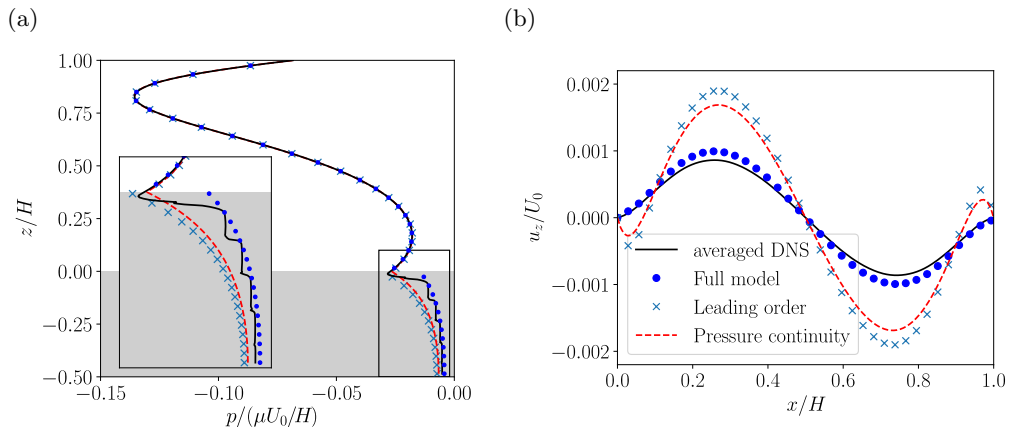 (a)
(b)
1.00
0.75
0.50
0.25
0.00
−0.25
−0.50
z/H
−0.15
−0.10
−0.05
0.00
p/(μU₀/H)
0.002
0.001
0.000
−0.001
−0.002
u_z/U₀
averaged DNS
Full model
Leading order
Pressure continuity
0.0
0.2
0.4
0.6
0.8
1.0
x/H